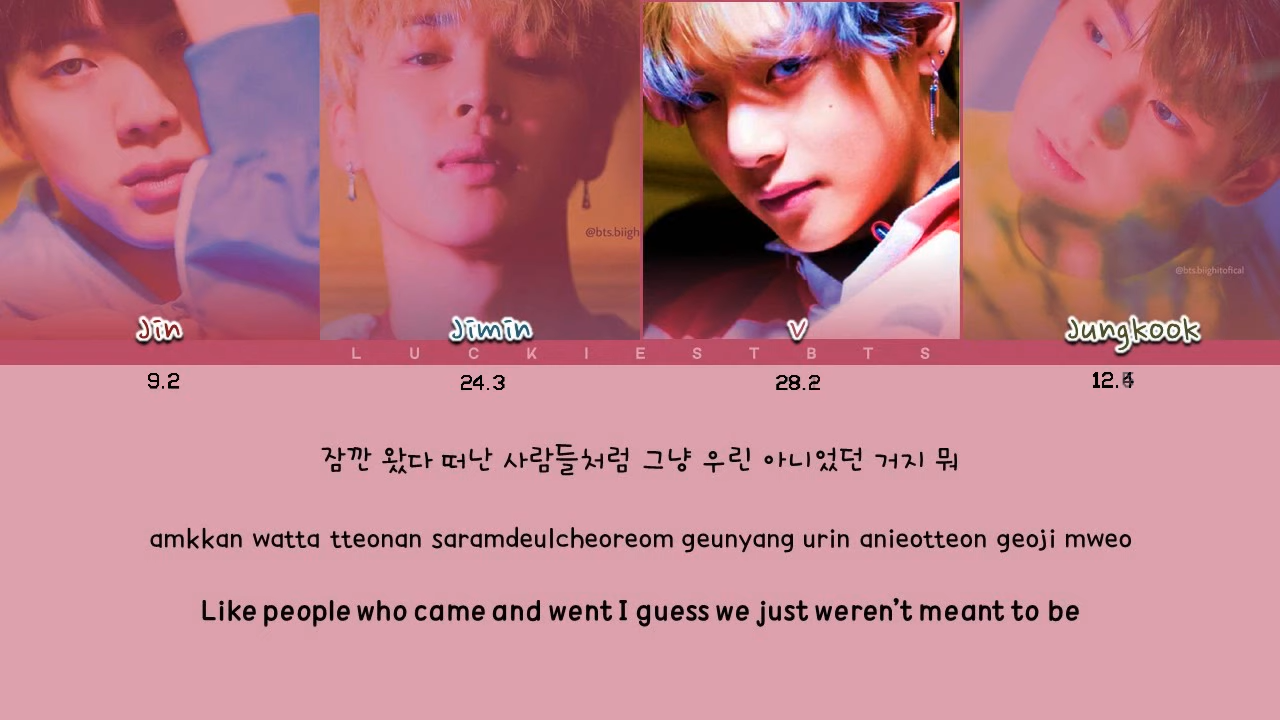 @bts.biigh
@bts.biighitofical
Jin Jimin V Jungkook
LUCKIESTBTS
9.2 24.3 28.2
잠깐 왔다 떠난 사람들처럼 그냥 우린 아니었던 거지 뭐
amkkan watta tteonan saramdeulcheoreom geunyang urin anieotteon geoji mweo
Like people who came and went I guess we just weren't meant to be